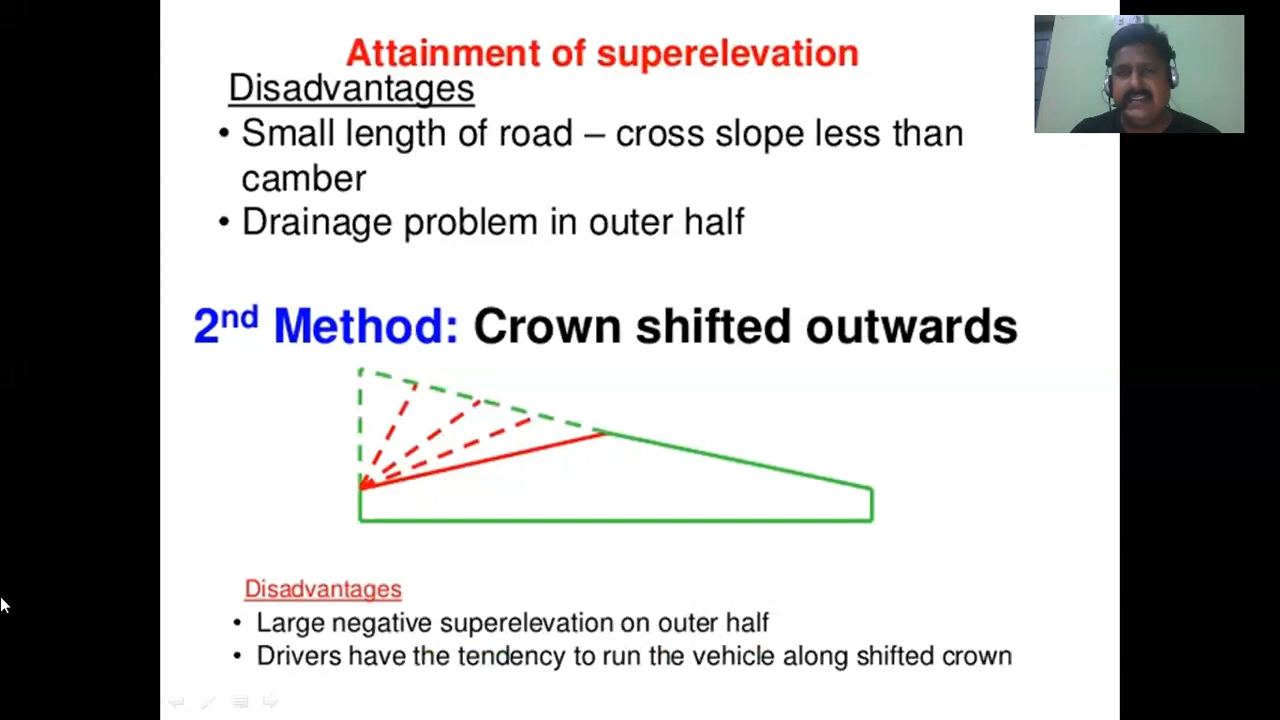 Attainment of superelevation
Disadvantages
• Small length of road – cross slope less than
camber
• Drainage problem in outer half
2nd Method: Crown shifted outwards
Disadvantages
• Large negative superelevation on outer half
• Drivers have the tendency to run the vehicle along shifted crown